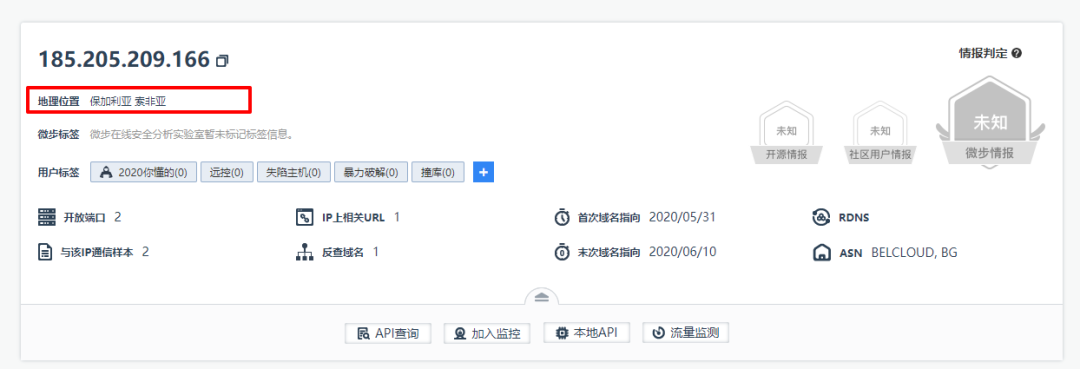 185.205.209.166
情报判定
地理位置 保加利亚 索非亚
微步标签 微步在线安全分析实验室暂未标记标签信息。
未知 开源情报
未知 社区用户情报
未知 微步情报
用户标签 2020你懂的(0) 远控(0) 失陷主机(0) 暴力破解(0) 撞库(0) +
开放端口 2 IP上相关URL 1 首次域名指向 2020/05/31 RDNS
与该IP通信样本 2 反查域名 1 末次域名指向 2020/06/10 ASN BELCLOUD, BG
API查询 加入监控 本地API 流量监测